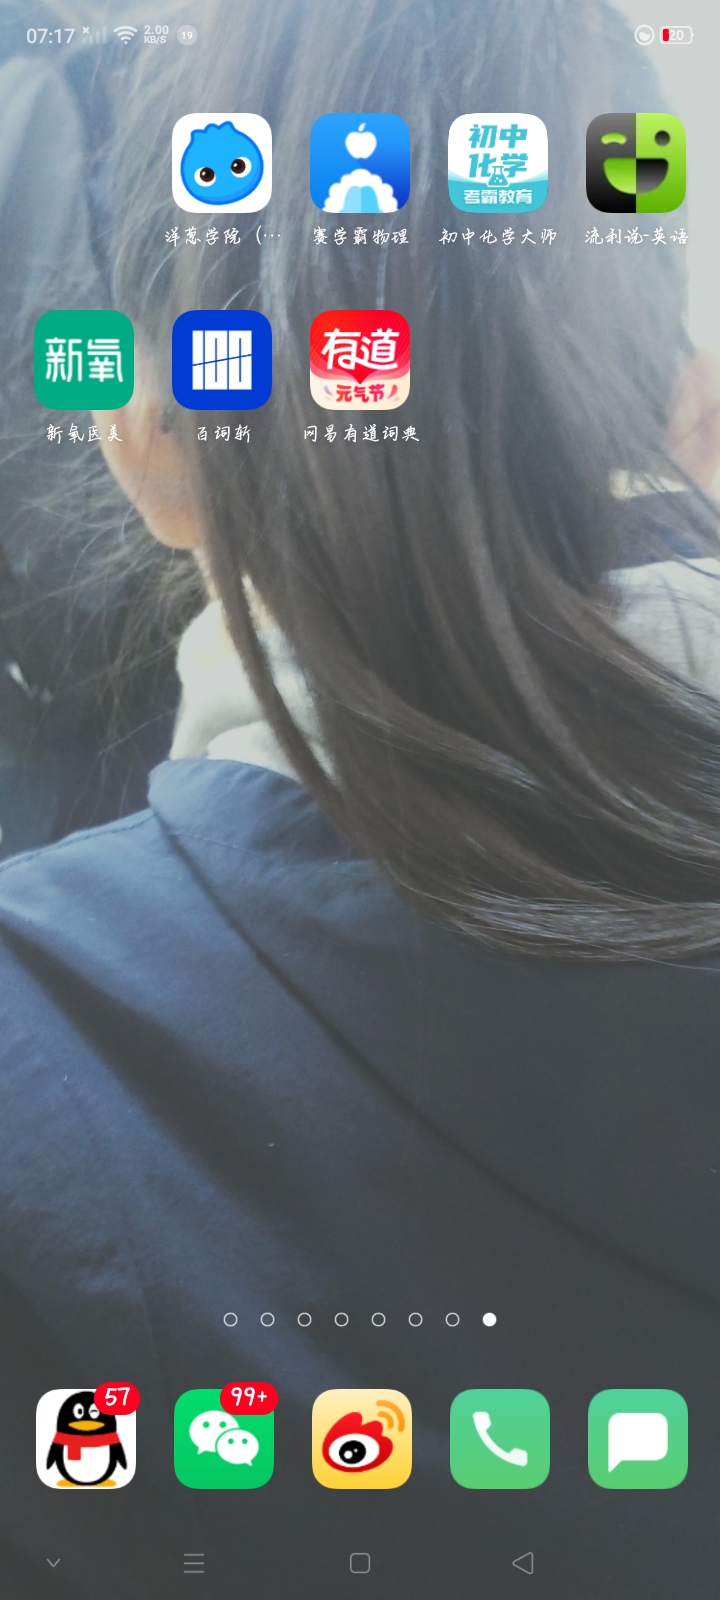 07:17
2.00
KB/S
19
20
初中
化学
考霸教育
洋葱学院（…
赛学霸物理
初中化学大师
流利说-英语
新氧
100
有道
元气节
新氧医美
百词斩
网易有道词典
57
99+